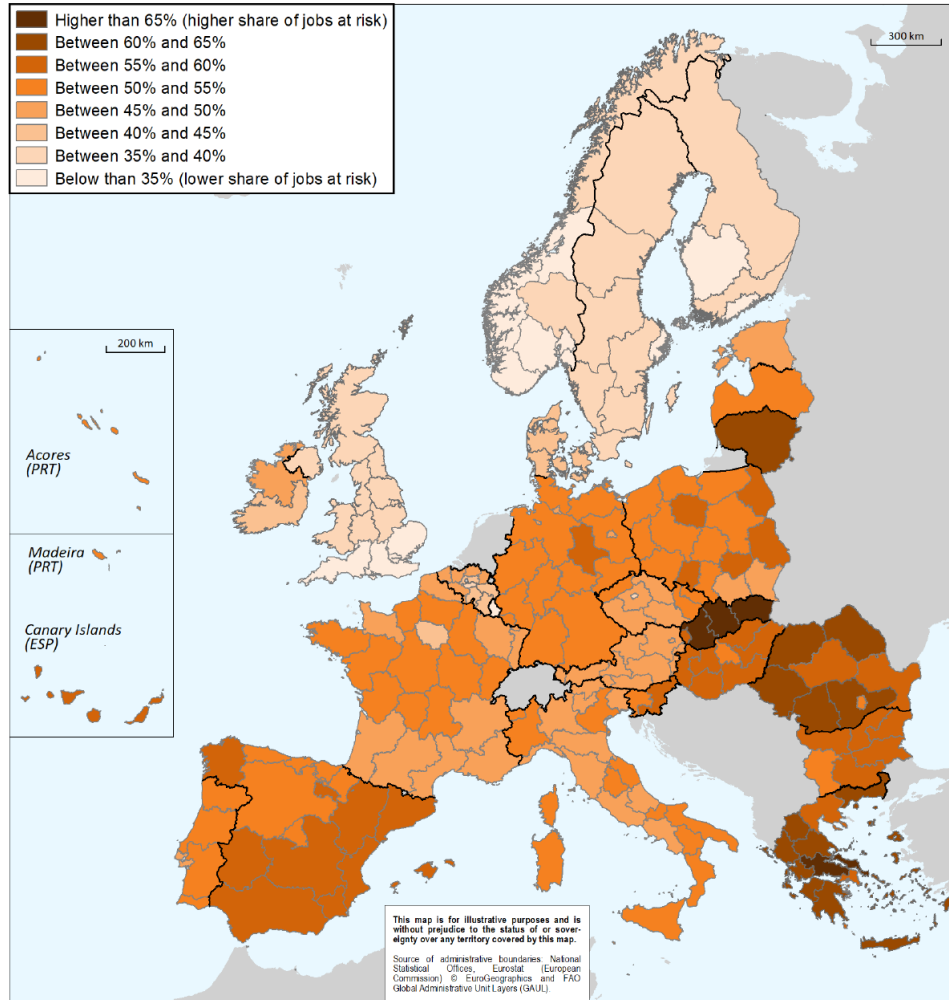 Higher than 65% (higher share of jobs at risk)
Between 60% and 65%
Between 55% and 60%
Between 50% and 55%
Between 45% and 50%
Between 40% and 45%
Between 35% and 40%
Below than 35% (lower share of jobs at risk)
300 km
200 km
Acores
(PRT)
Madeira
(PRT)
Canary Islands
(ESP)
This map is for illustrative purposes and is
without prejudice to the status of or sover-
eignty over any territory covered by this map.
Source of administrative boundaries: National
Statistical Offices, Eurostat (European
Commission) © EuroGeographics and FAO
Global Administrative Unit Layers (GAUL).